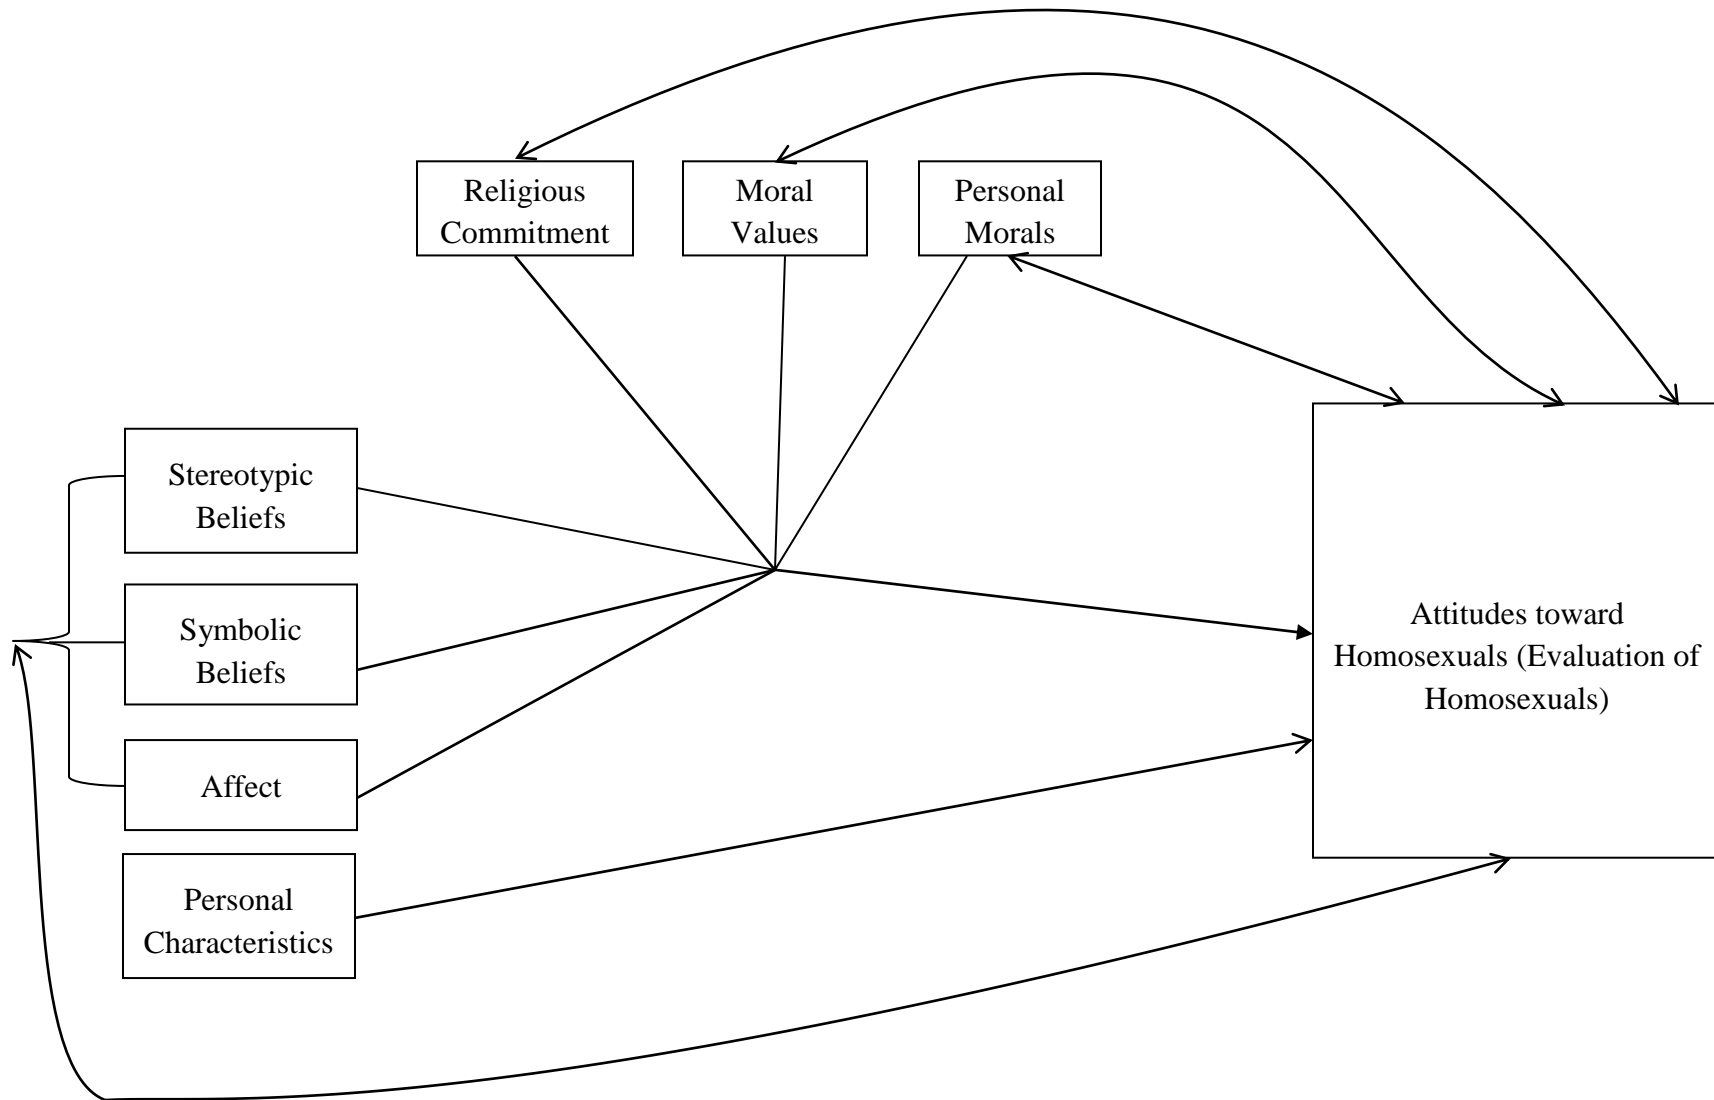 Religious
Commitment
Moral
Values
Personal
Morals
Stereotypic
Beliefs
Symbolic
Beliefs
Affect
Personal
Characteristics
Attitudes toward
Homosexuals (Evaluation of
Homosexuals)